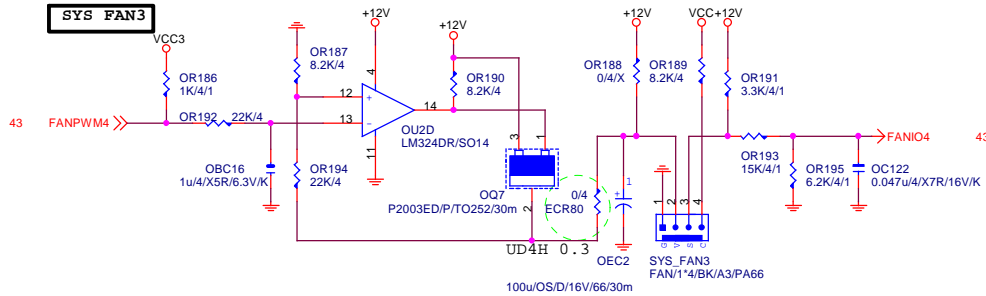 SYS FAN3
VCC3
+12V
+12V
+12V
VCC
+12V
OR187
8.2K/4
OR186
1K/4/1
OR190
8.2K/4
OR188
0/4/X
OR189
8.2K/4
OR191
3.3K/4/1
4
12
+
13
−
14
11
OU2D
LM324DR/SO14
43
FANPWM4
OR192
22K/4
3
1
OBC16
1u/4/X5R/6.3V/K
OR194
22K/4
OQ7
P2003ED/P/TO252/30m
2
0/4
ECR80
UD4H 0.3
+
1
OEC2
100u/OS/D/16V/66/30m
1
2
3
4
G
V
S
C
SYS_FAN3
FAN/1*4/BK/A3/PA66
OR193
15K/4/1
OR195
6.2K/4/1
OC122
0.047u/4/X7R/16V/K
FANIO4